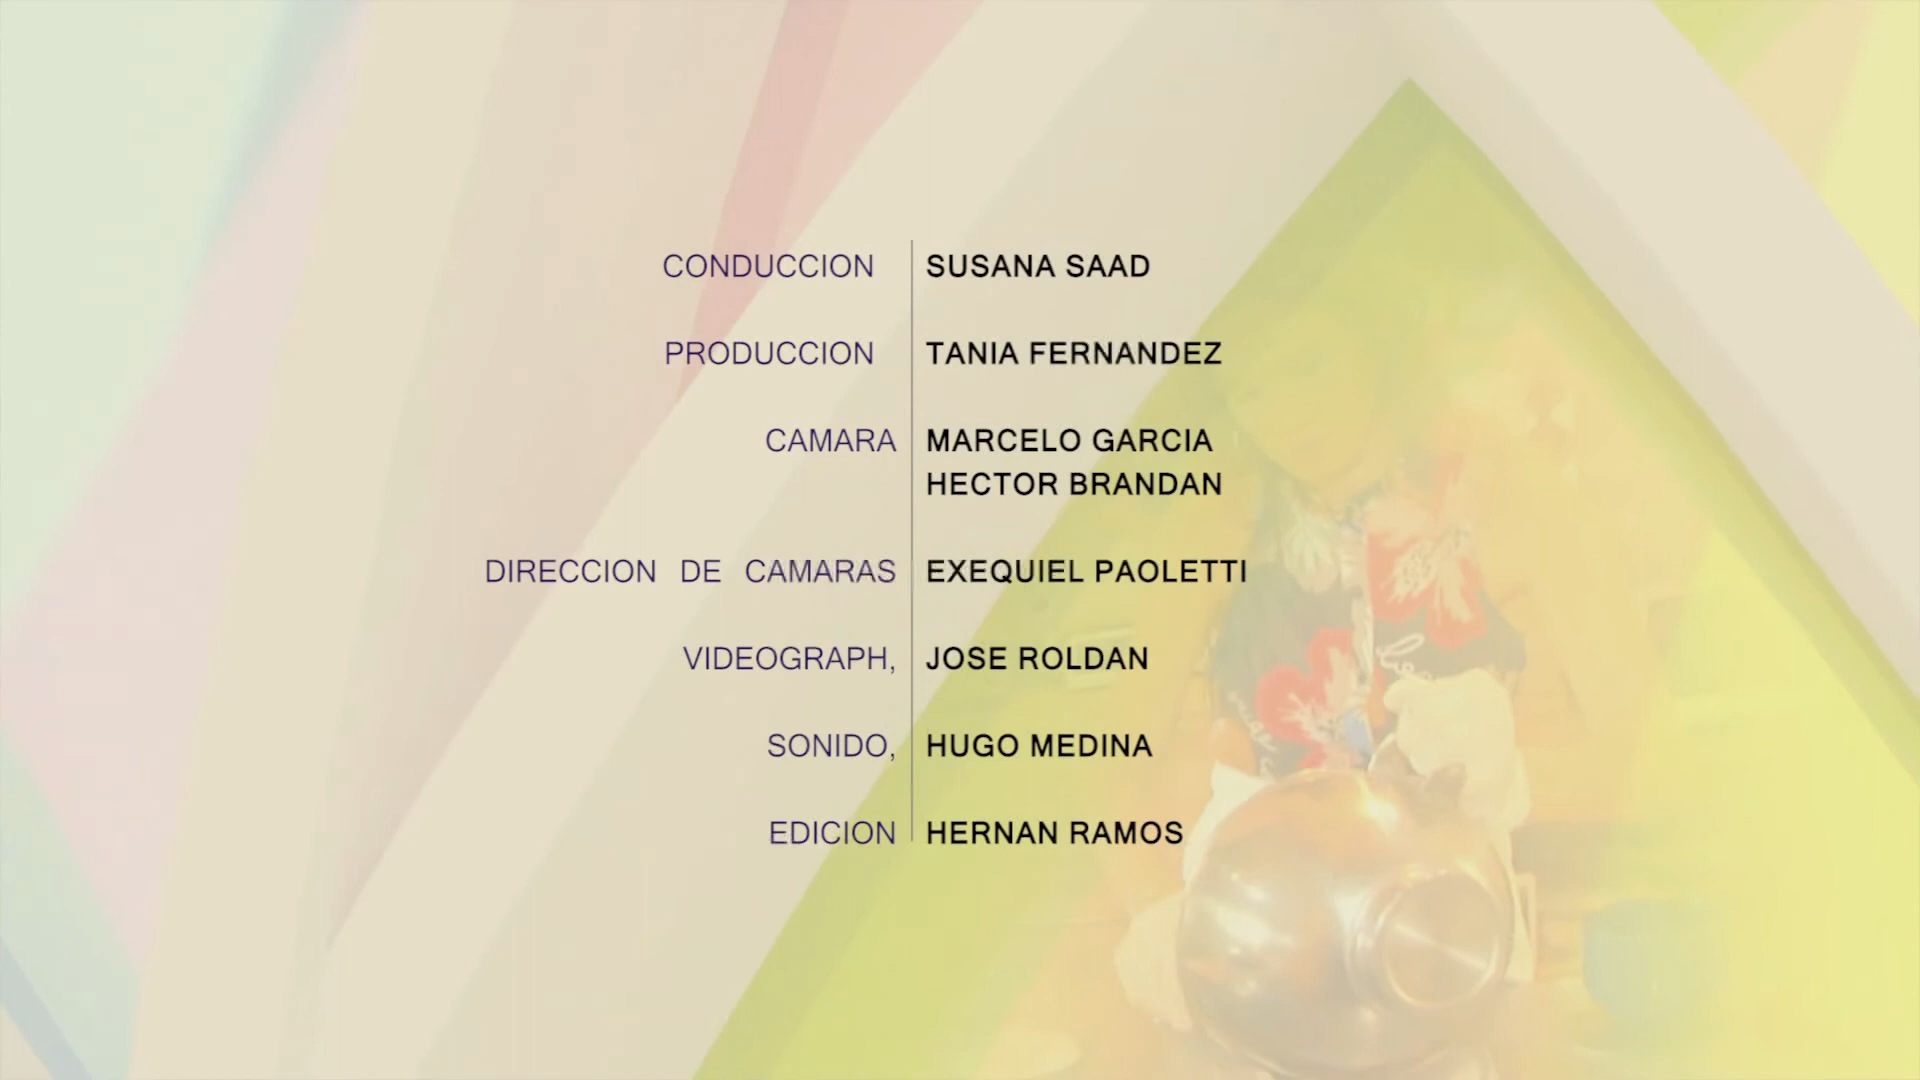 CONDUCCION SUSANA SAAD
PRODUCCION TANIA FERNANDEZ
CAMARA MARCELO GARCIA
HECTOR BRANDAN
DIRECCION DE CAMARAS EXEQUIEL PAOLETTI
VIDEOGRAPH, JOSE ROLDAN
SONIDO, HUGO MEDINA
EDICION HERNAN RAMOS